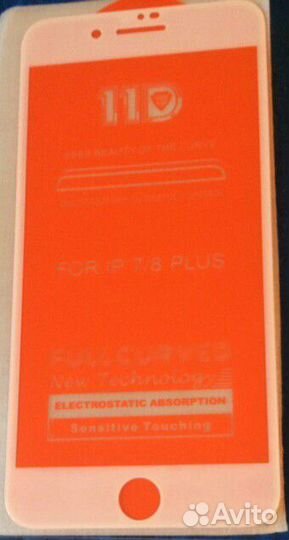 11D
FOR IP 7/8 PLUS
FULL CURVED
New Technology
ELECTROSTATIC ABSORPTION
Sensitive Touching
Avito